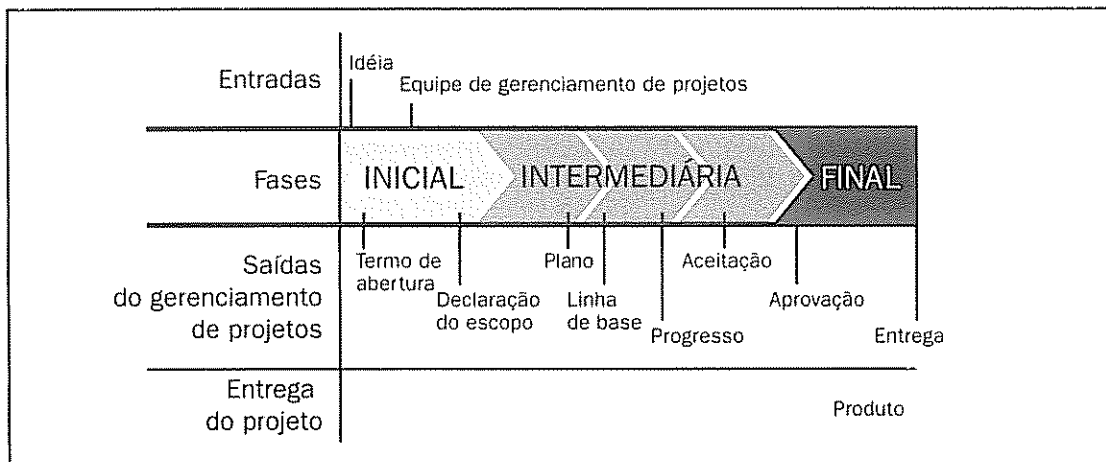 Entradas
Idéia
Equipe de gerenciamento de projetos
Fases
INICIAL
INTERMEDIÁRIA
FINAL
Saídas
do gerenciamento
de projetos
Termo de
abertura
Declaração
do escopo
Plano
Linha
de base
Progresso
Aceitação
Aprovação
Entrega
Entrega
do projeto
Produto